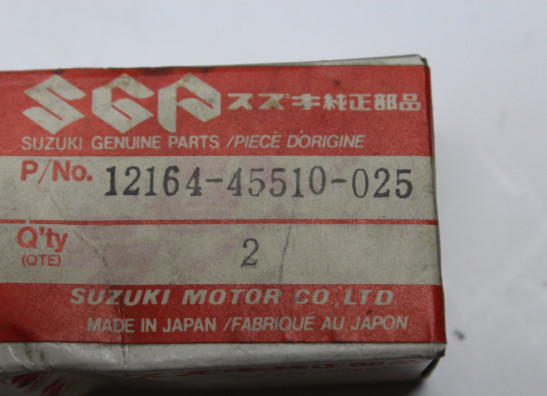 SGP スズキ純正部品
SUZUKI GENUINE PARTS /PIECE D'ORIGINE
P/No. 12164-45510-025
Q'ty 2
(QTE)
SUZUKI MOTOR CO.,LTD.
MADE IN JAPAN /FABRIQUÉ AU JAPON